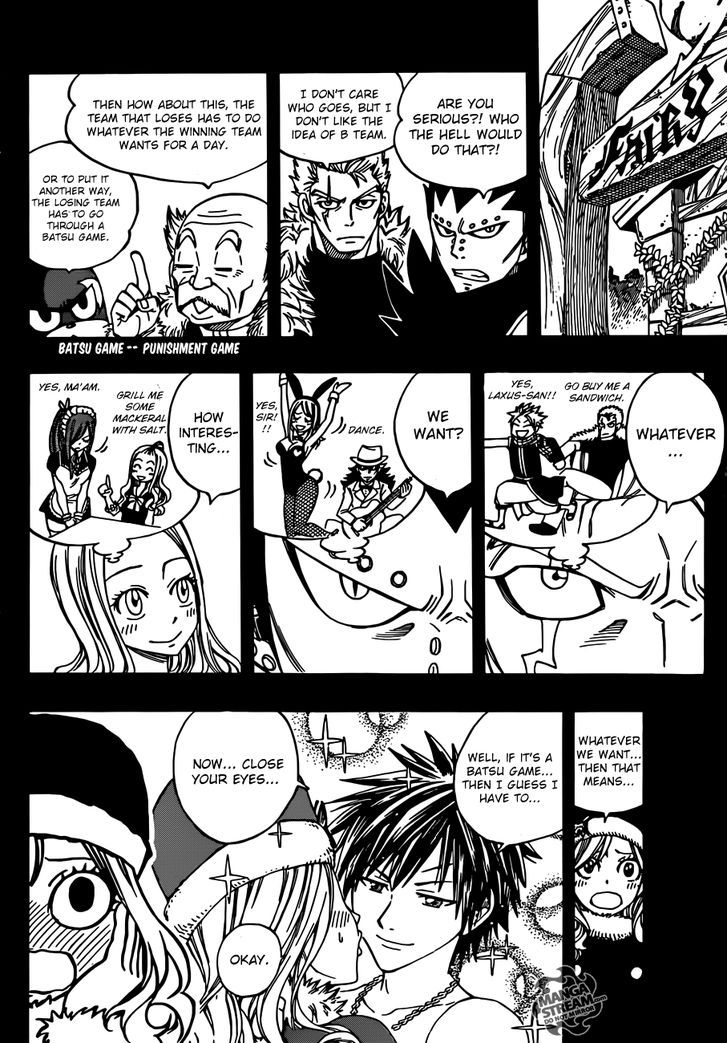 FAIRY
ARE YOU
SERIOUS?! WHO
THE HELL WOULD
DO THAT?!
I DON'T CARE
WHO GOES, BUT I
DON'T LIKE THE
IDEA OF B TEAM.
THEN HOW ABOUT THIS, THE
TEAM THAT LOSES HAS TO DO
WHATEVER THE WINNING TEAM
WANTS FOR A DAY.
OR TO PUT IT
ANOTHER WAY,
THE LOSING TEAM
HAS TO GO
THROUGH A
BATSU GAME.
BATSU GAME -- PUNISHMENT GAME
WHATEVER
...
GO BUY ME A
SANDWICH.
YES,
LAXUS-SAN!!
WE
WANT?
DANCE.
YES,
SIR!
!!
HOW
INTERES-
TING...
GRILL ME
SOME
MACKERAL
WITH SALT.
YES, MA'AM.
WHATEVER
WE WANT...
THEN THAT
MEANS...
WELL, IF IT'S A
BATSU GAME...
THEN I GUESS I
HAVE TO...
NOW... CLOSE
YOUR EYES...
OKAY.
MANGA
STREAM.com
DO NOT MIRROR